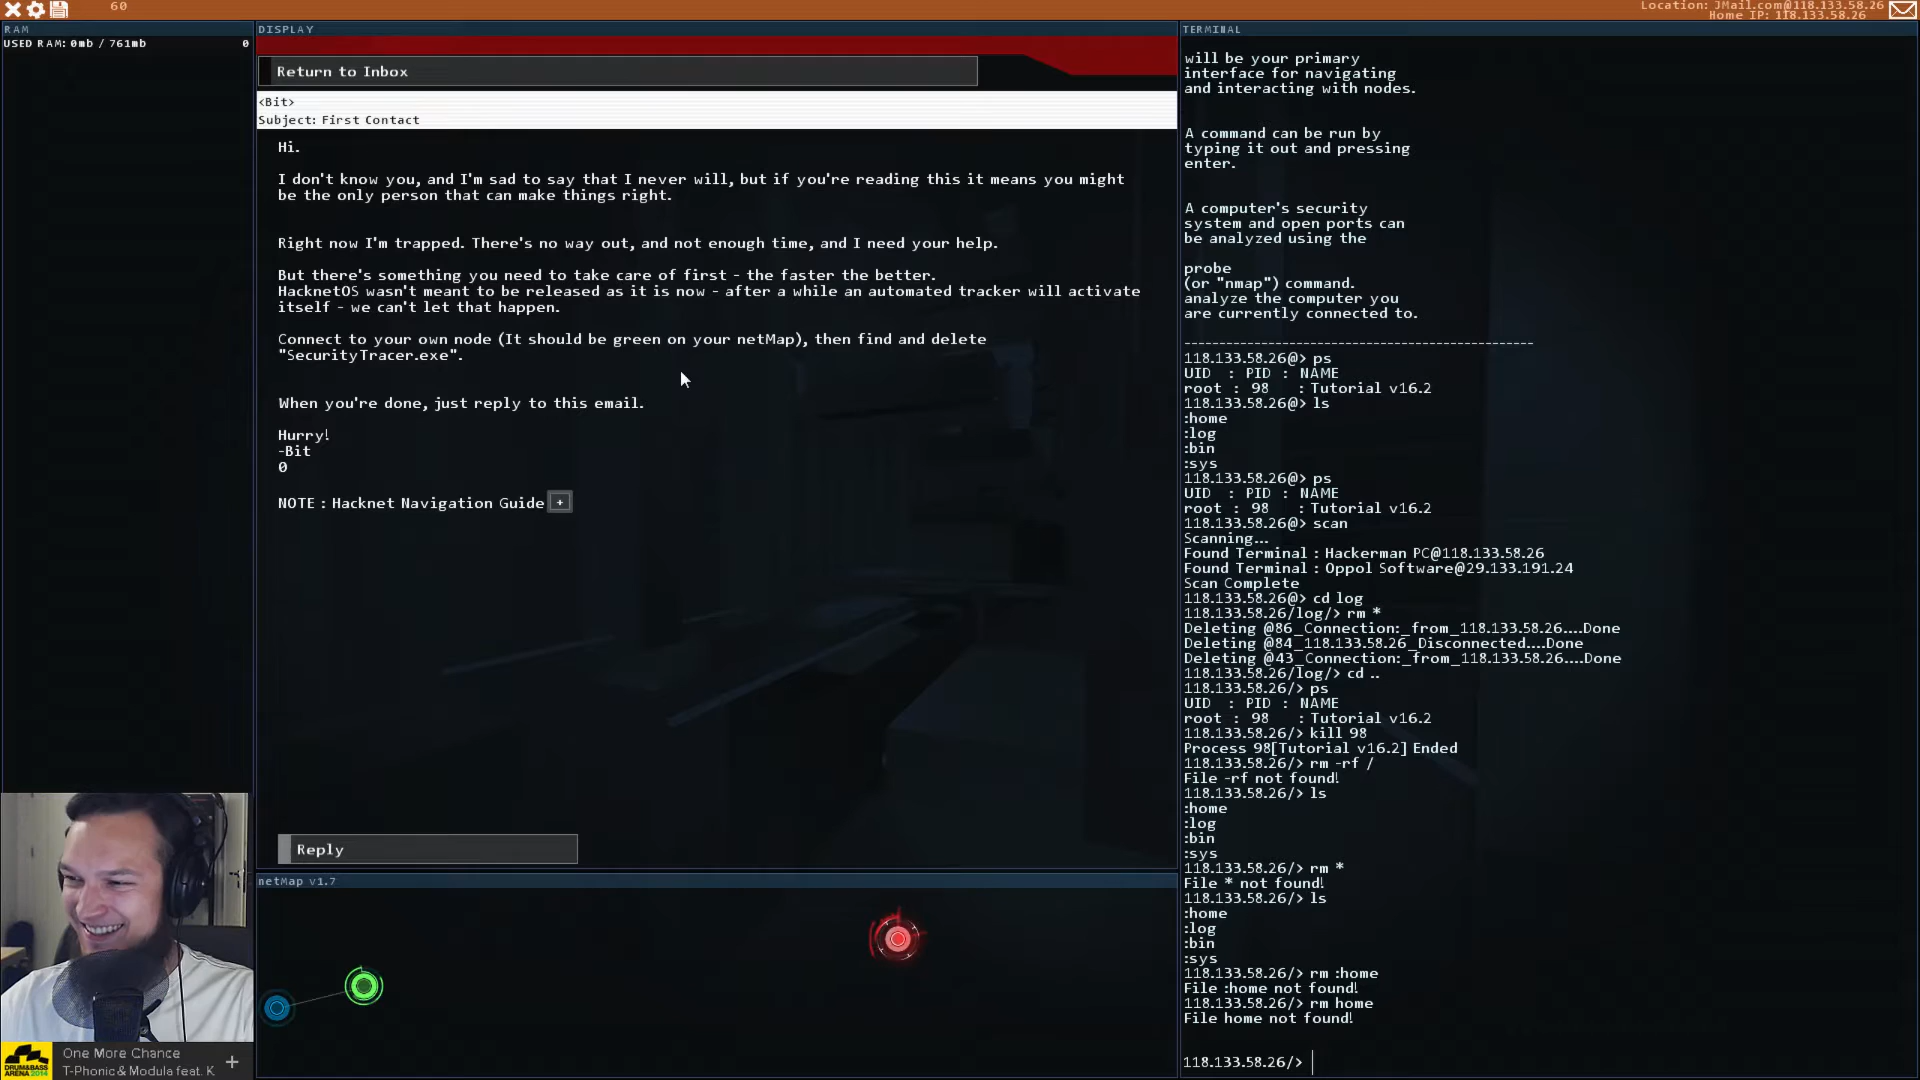 60
Location: JMail.com@118.133.58.26
Home IP: 118.133.58.26
RAM
USED RAM: 0mb / 761mb
0
DISPLAY
Return to Inbox
<Bit>
Subject: First Contact
Hi.
I don't know you, and I'm sad to say that I never will, but if you're reading this it means you might
be the only person that can make things right.
Right now I'm trapped. There's no way out, and not enough time, and I need your help.
But there's something you need to take care of first - the faster the better.
HacknetOS wasn't meant to be released as it is now - after a while an automated tracker will activate
itself - we can't let that happen.
Connect to your own node (It should be green on your netMap), then find and delete
"SecurityTracer.exe".
When you're done, just reply to this email.
Hurry!
-Bit
0
NOTE : Hacknet Navigation Guide +
Reply
netMap v1.7
TERMINAL
will be your primary
interface for navigating
and interacting with nodes.
A command can be run by
typing it out and pressing
enter.
A computer's security
system and open ports can
be analyzed using the
probe
(or "nmap") command.
analyze the computer you
are currently connected to.
--------------------------------------------------
118.133.58.26@> ps
UID  : PID : NAME
root : 98   : Tutorial v16.2
118.133.58.26@> ls
:home
:log
:bin
:sys
118.133.58.26@> ps
UID  : PID : NAME
root : 98   : Tutorial v16.2
118.133.58.26@> scan
Scanning...
Found Terminal : Hackerman PC@118.133.58.26
Found Terminal : Oppol Software@29.133.191.24
Scan Complete
118.133.58.26@> cd log
118.133.58.26/log/> rm *
Deleting @86_Connection:_from_118.133.58.26....Done
Deleting @84_118.133.58.26_Disconnected....Done
Deleting @43_Connection:_from_118.133.58.26....Done
118.133.58.26/log/> cd ..
118.133.58.26/> ps
UID  : PID : NAME
root : 98   : Tutorial v16.2
118.133.58.26/> kill 98
Process 98[Tutorial v16.2] Ended
118.133.58.26/> rm -rf /
File -rf not found!
118.133.58.26/> ls
:home
:log
:bin
:sys
118.133.58.26/> rm *
File * not found!
118.133.58.26/> ls
:home
:log
:bin
:sys
118.133.58.26/> rm :home
File :home not found!
118.133.58.26/> rm home
File home not found!
118.133.58.26/>
DRUM&BASS
ARENA 2014
One More Chance
T-Phonic & Modula feat. K
+